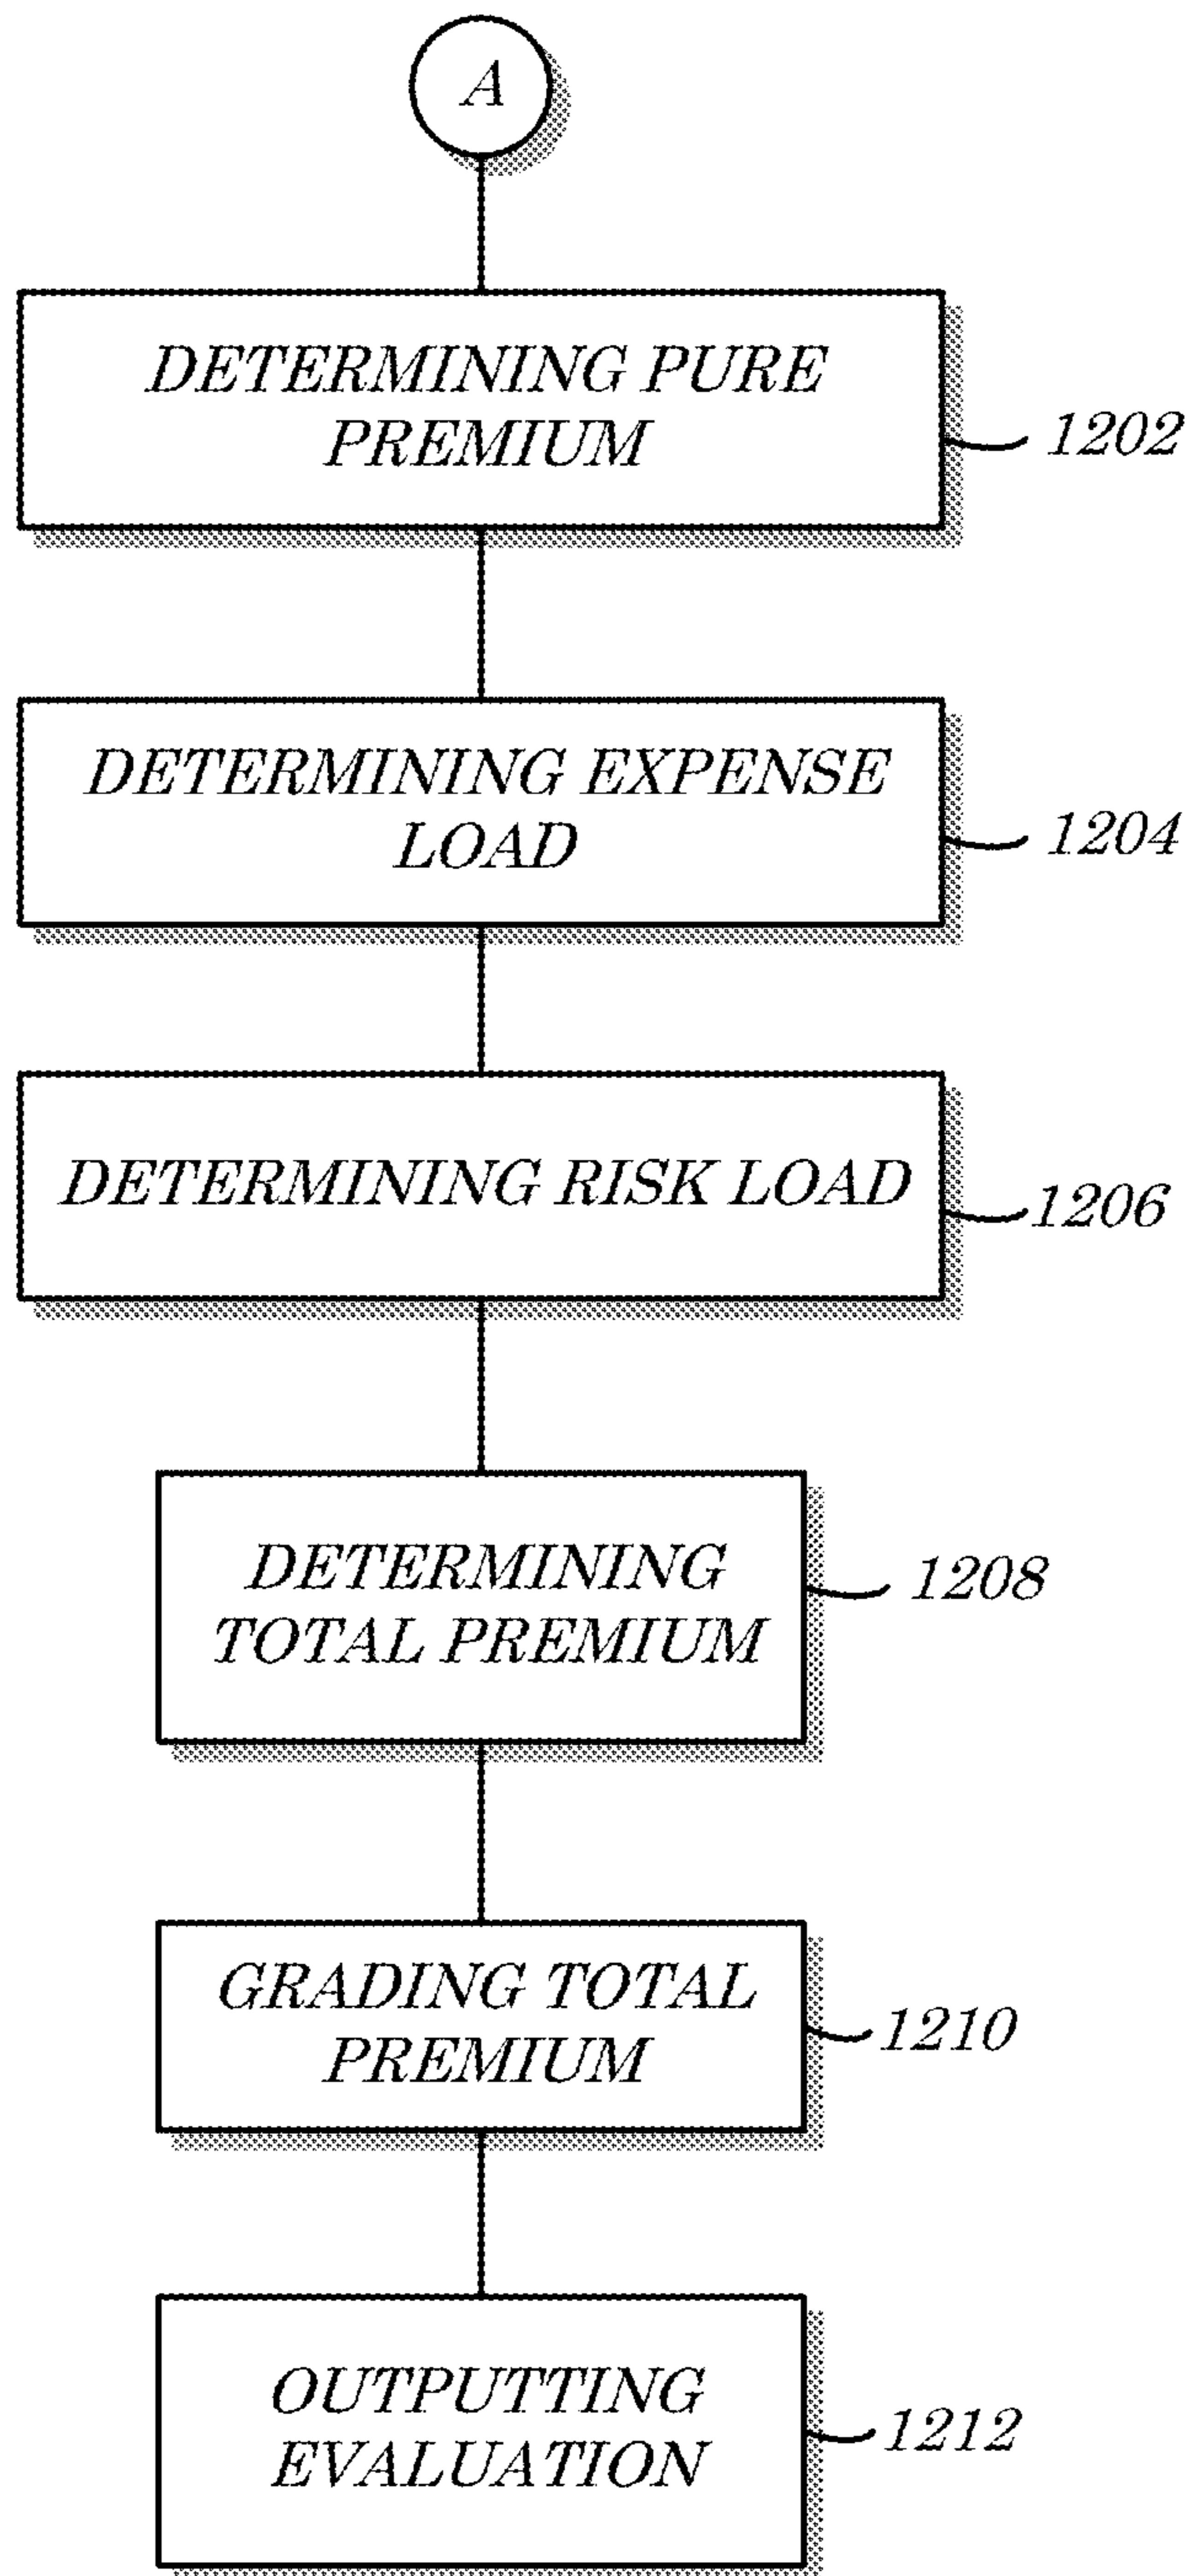 A
DETERMINING PURE
PREMIUM
1202
DETERMINING EXPENSE
LOAD
1204
DETERMINING RISK LOAD
1206
DETERMINING
TOTAL PREMIUM
1208
GRADING TOTAL
PREMIUM
1210
OUTPUTTING
EVALUATION
1212